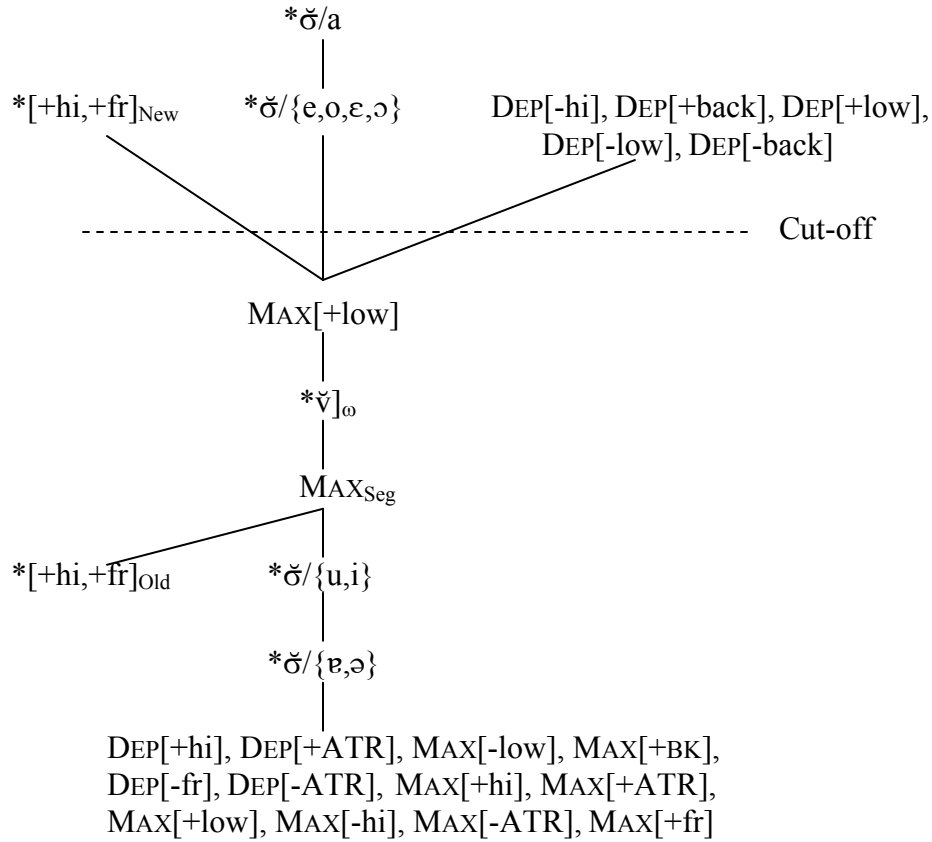 *σ̆/a
*[+hi,+fr]New *σ̆/{e,o,ɛ,ɔ} DEP[-hi], DEP[+back], DEP[+low],
DEP[-low], DEP[-back]
Cut-off
MAX[+low]
*v̆]ω
MAXSeg
*[+hi,+fr]Old *σ̆/{u,i}
*σ̆/{ɐ,ə}
DEP[+hi], DEP[+ATR], MAX[-low], MAX[+BK],
DEP[-fr], DEP[-ATR], MAX[+hi], MAX[+ATR],
MAX[+low], MAX[-hi], MAX[-ATR], MAX[+fr]